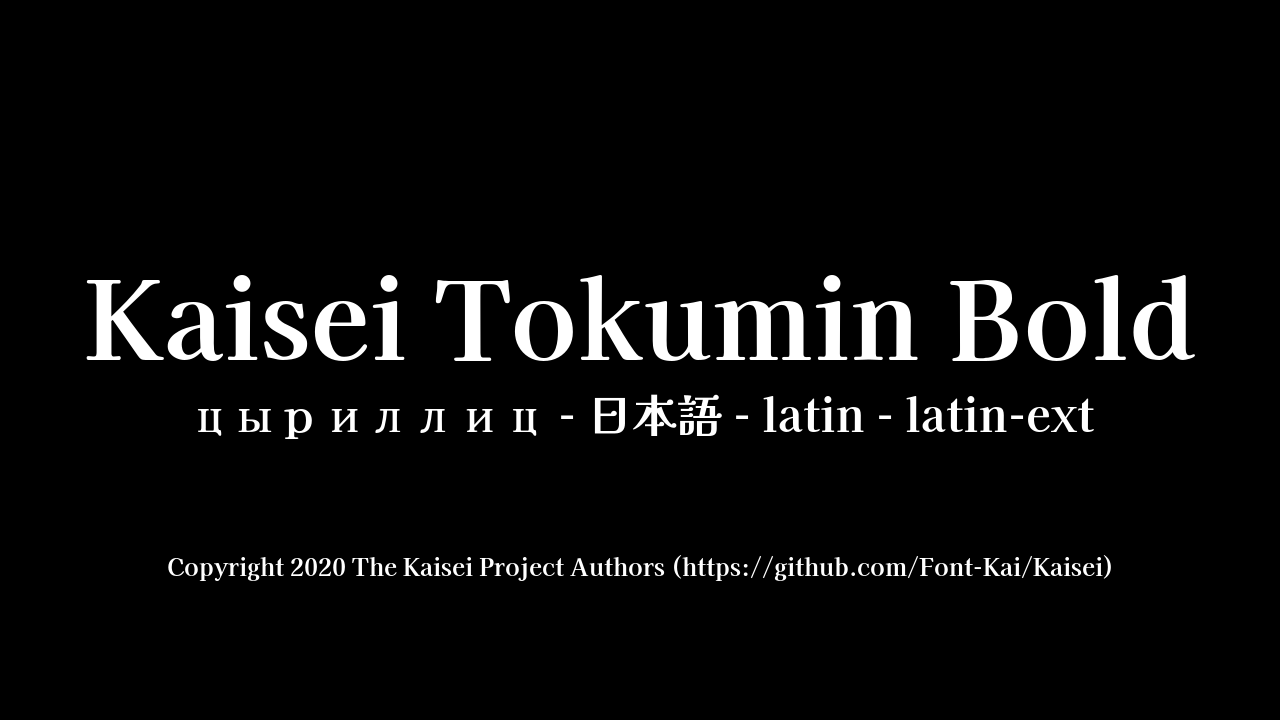 Kaisei Tokumin Bold
цыриллиц - 日本語 - latin - latin-ext
Copyright 2020 The Kaisei Project Authors (https://github.com/Font-Kai/Kaisei)